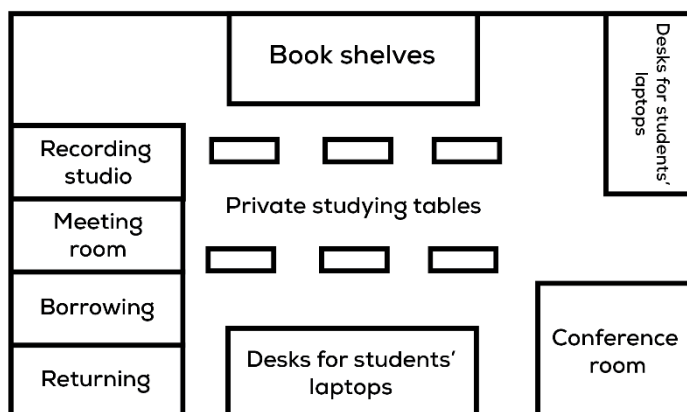 Book shelves
Desks for students'
laptops
Recording
studio
Private studying tables
Meeting
room
Borrowing
Conference
room
Desks for students'
laptops
Returning